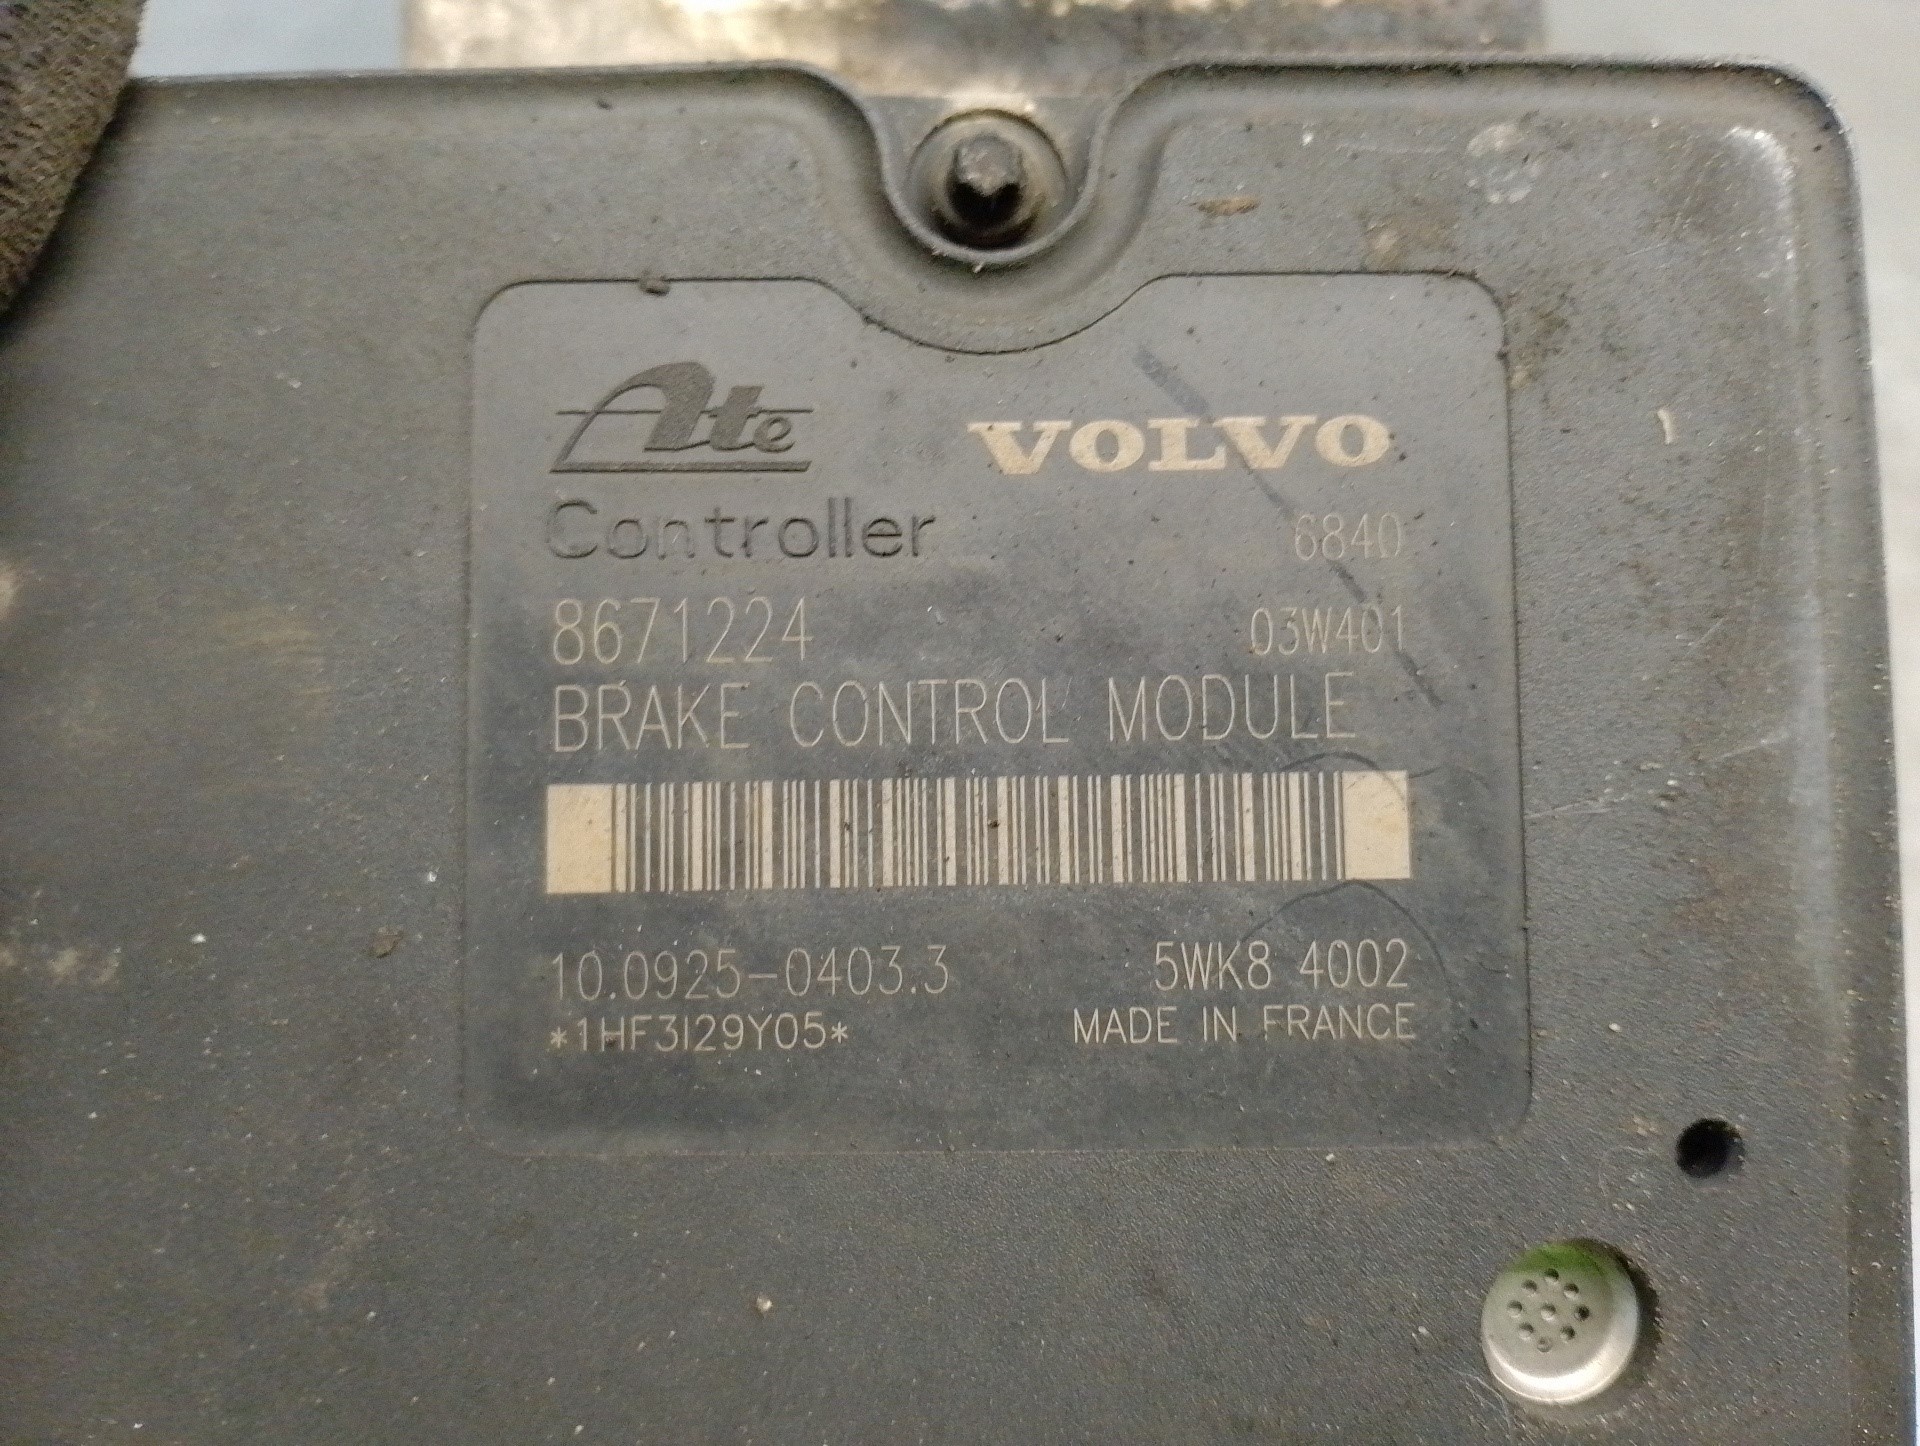 Ate VOLVO
Controller 6840
8671224 03W401
BRAKE CONTROL MODULE
10.0925-0403.3 5WK8 4002
*1HF3I29Y05* MADE IN FRANCE